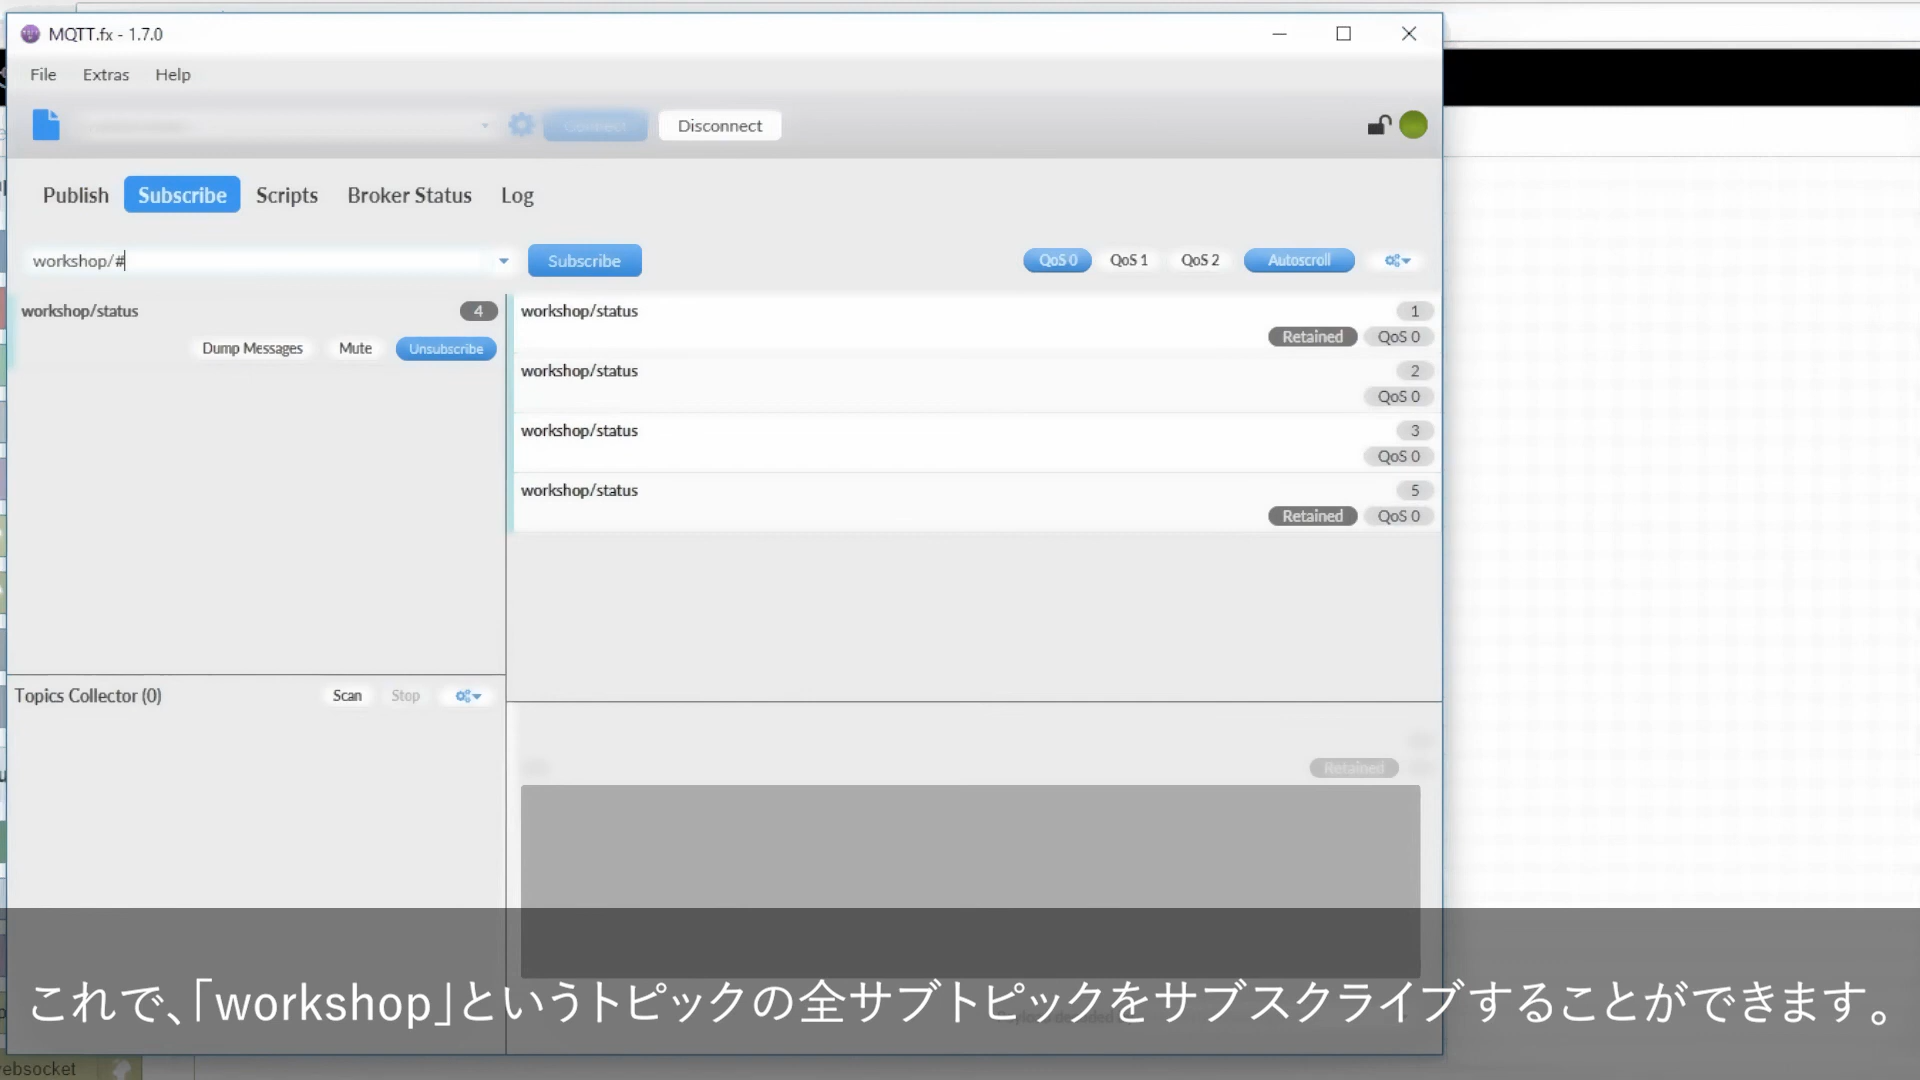 MQTT.fx - 1.7.0
File Extras Help
Connect Disconnect
Publish Subscribe Scripts Broker Status Log
workshop/# Subscribe QoS 0 QoS 1 QoS 2 Autoscroll
workshop/status 4
Dump Messages Mute Unsubscribe
workshop/status 1
Retained QoS 0
workshop/status 2
QoS 0
workshop/status 3
QoS 0
workshop/status 5
Retained QoS 0
Topics Collector (0) Scan Stop
Retained
これで、「workshop」というトピックの全サブトピックをサブスクライブすることができます。
ebsocket